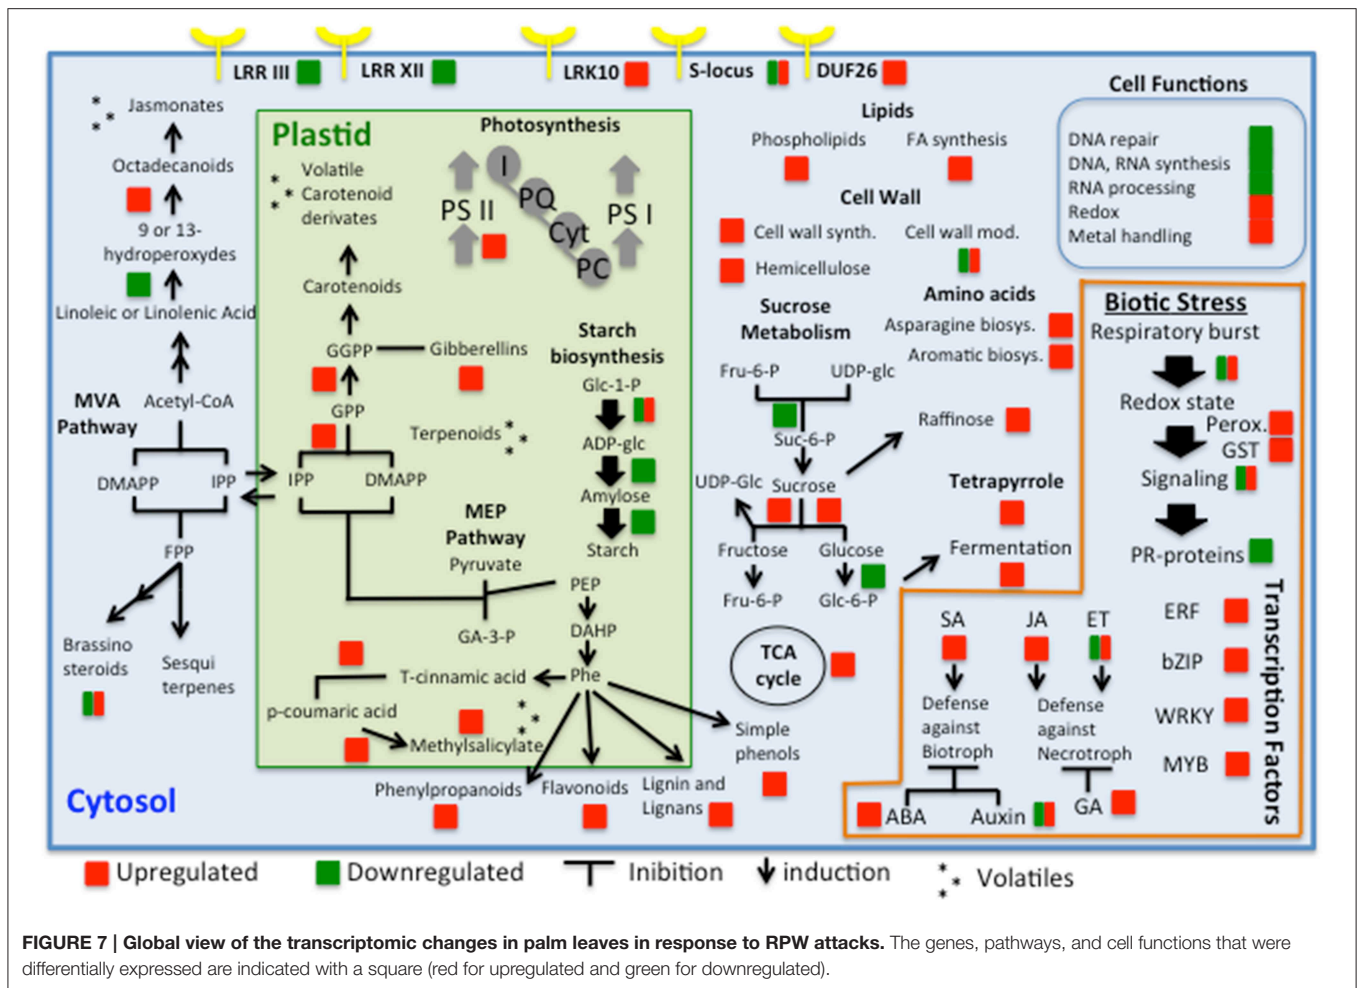 LRR III
LRR XII
LRK10
S-locus
DUF26
Jasmonates
Octadecanoids
9 or 13-
hydroperoxydes
Linoleic or Linolenic Acid
MVA
Pathway
Acetyl-CoA
DMAPP
IPP
FPP
Brassino
steroids
Sesqui
terpenes
Cytosol
Plastid
Volatile
Carotenoid
derivates
Carotenoids
GGPP
Gibberellins
GPP
Terpenoids
IPP
DMAPP
Photosynthesis
PS II
I
PQ
Cyt
PC
PS I
Starch
biosynthesis
Glc-1-P
ADP-glc
Amylose
Starch
MEP
Pathway
Pyruvate
GA-3-P
PEP
DAHP
Phe
T-cinnamic acid
p-coumaric acid
Methylsalicylate
Phenylpropanoids
Flavonoids
Lignin and
Lignans
Simple
phenols
Lipids
Phospholipids
FA synthesis
Cell Wall
Cell wall synth.
Cell wall mod.
Hemicellulose
Amino acids
Asparagine biosys.
Aromatic biosys.
Sucrose
Metabolism
Fru-6-P
UDP-glc
Suc-6-P
Raffinose
UDP-Glc
Sucrose
Fructose
Glucose
Fru-6-P
Glc-6-P
Tetrapyrrole
Fermentation
TCA
cycle
Cell Functions
DNA repair
DNA, RNA synthesis
RNA processing
Redox
Metal handling
Biotic Stress
Respiratory burst
Redox state
Perox.
GST
Signaling
PR-proteins
Transcription Factors
ERF
bZIP
WRKY
MYB
SA
JA
ET
Defense
against
Biotroph
Defense
against
Necrotroph
ABA
Auxin
GA
Upregulated
Downregulated
Inibition
induction
Volatiles
FIGURE 7 | Global view of the transcriptomic changes in palm leaves in response to RPW attacks. The genes, pathways, and cell functions that were
differentially expressed are indicated with a square (red for upregulated and green for downregulated).